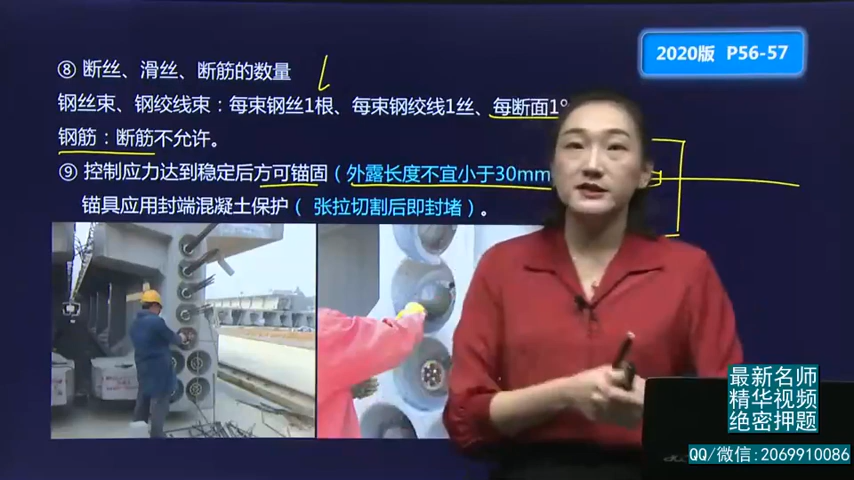 2020版 P56-57
⑧ 断丝、滑丝、断筋的数量
钢丝束、钢绞线束：每束钢丝1根、每束钢绞线1丝、每断面1%
钢筋：断筋不允许。
⑨ 控制应力达到稳定后方可锚固（外露长度不宜小于30mm
锚具应用封端混凝土保护（ 张拉切割后即封堵）。
最新名师
精华视频
绝密押题
QQ/微信:2069910086